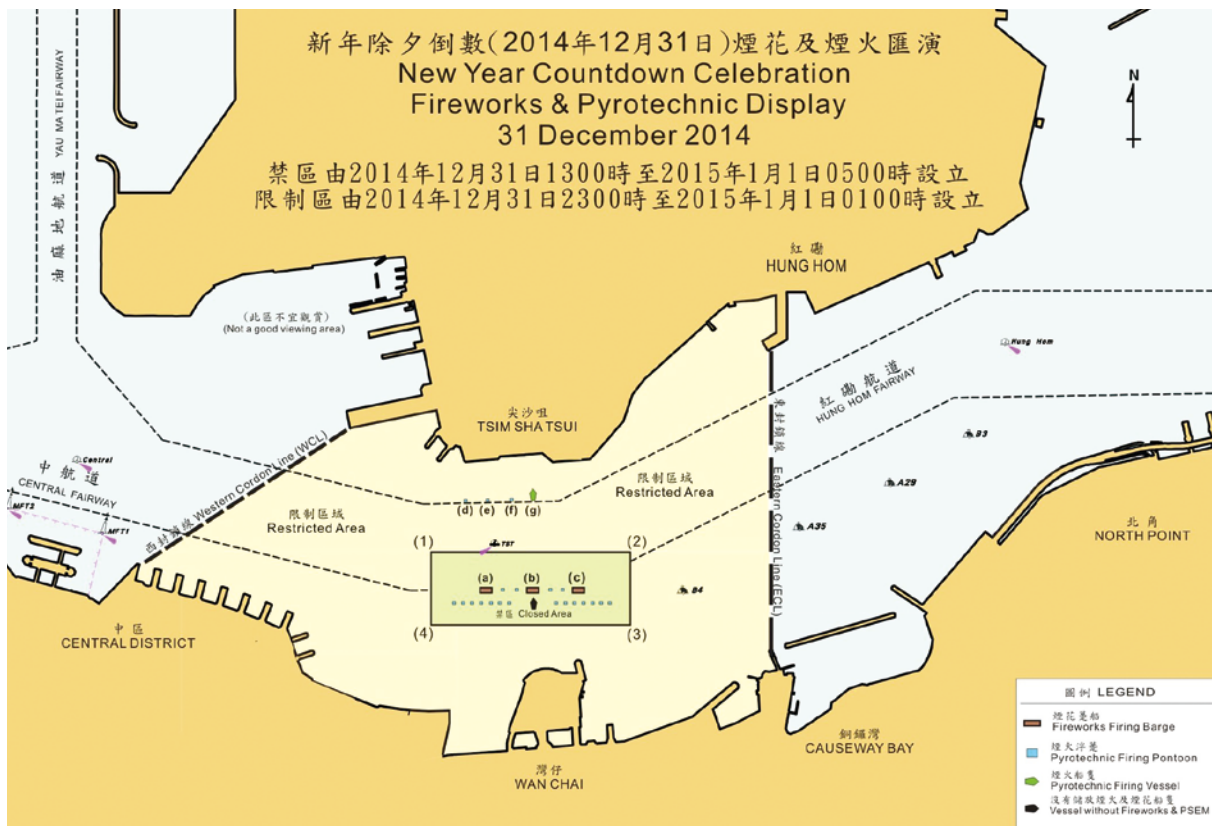 新年除夕倒數(2014年12月31日)煙花及煙火匯演
New Year Countdown Celebration
Fireworks & Pyrotechnic Display
31 December 2014
禁區由2014年12月31日1300時至2015年1月1日0500時設立
限制區由2014年12月31日2300時至2015年1月1日0100時設立
N
油麻地航道 YAU MA TEI FAIRWAY
紅磡
HUNG HOM
(此區不宜觀賞)
(Not a good viewing area)
Hung Hom
紅磡航道
HUNG HOM FAIRWAY
尖沙咀
TSIM SHA TSUI
東封鎖線 Eastern Cordon Line (ECL)
B3
Central
中航道
CENTRAL FAIRWAY
西封鎖線 Western Cordon Line (WCL)
限制區域
Restricted Area
限制區域
Restricted Area
A29
MFT2
MFT1
(d) (e) (f) (g)
A35
北角
NORTH POINT
(1)
TST
(2)
(a) (b) (c)
B4
禁區 Closed Area
(4)
(3)
中區
CENTRAL DISTRICT
銅鑼灣
CAUSEWAY BAY
灣仔
WAN CHAI
圖例 LEGEND
煙花躉船
Fireworks Firing Barge
煙火浮躉
Pyrotechnic Firing Pontoon
煙火船隻
Pyrotechnic Firing Vessel
沒有儲放煙火及煙花船隻
Vessel without Fireworks & PSEM